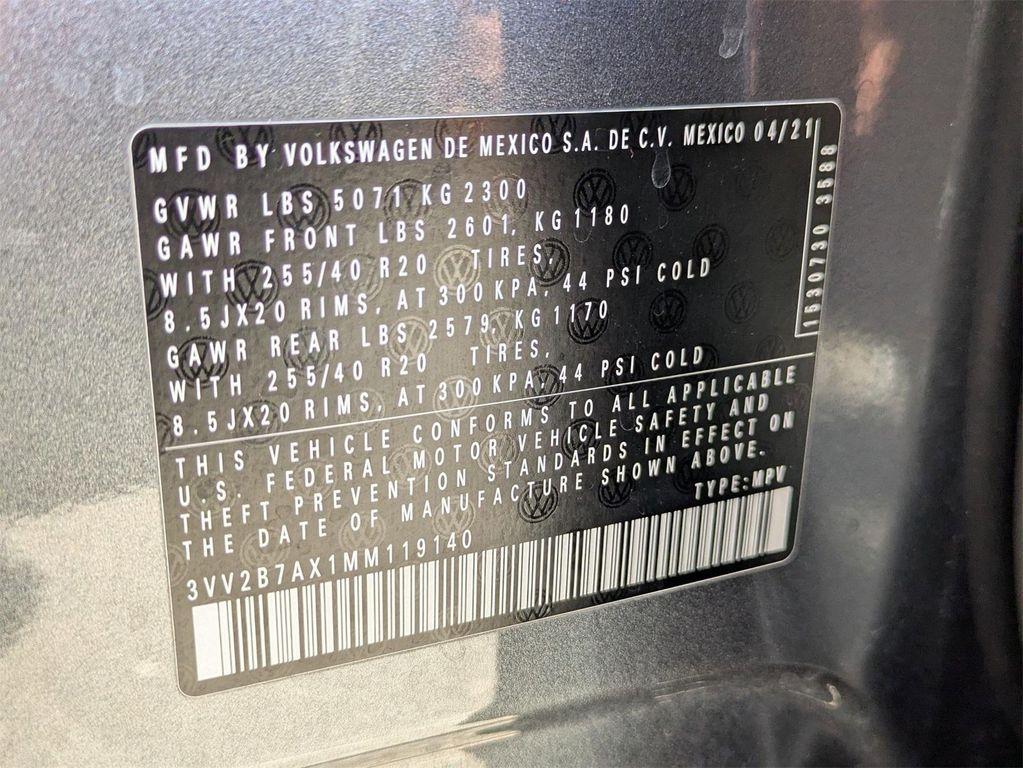 MFD BY VOLKSWAGEN DE MEXICO S.A. DE C.V. MEXICO 04/21
GVWR LBS 5071 KG 2300
GAWR FRONT LBS 2601, KG 1180
WITH 255/40 R20 TIRES,
8.5JX20 RIMS, AT 300 KPA, 44 PSI COLD
GAWR REAR LBS 2579, KG 1170
WITH 255/40 R20 TIRES,
8.5JX20 RIMS, AT 300 KPA, 44 PSI COLD
1530730 3588
THIS VEHICLE CONFORMS TO ALL APPLICABLE
U.S. FEDERAL MOTOR VEHICLE SAFETY AND
THEFT PREVENTION STANDARDS IN EFFECT ON
THE DATE OF MANUFACTURE SHOWN ABOVE.
TYPE: MPV
3VV2B7AX1MM119140